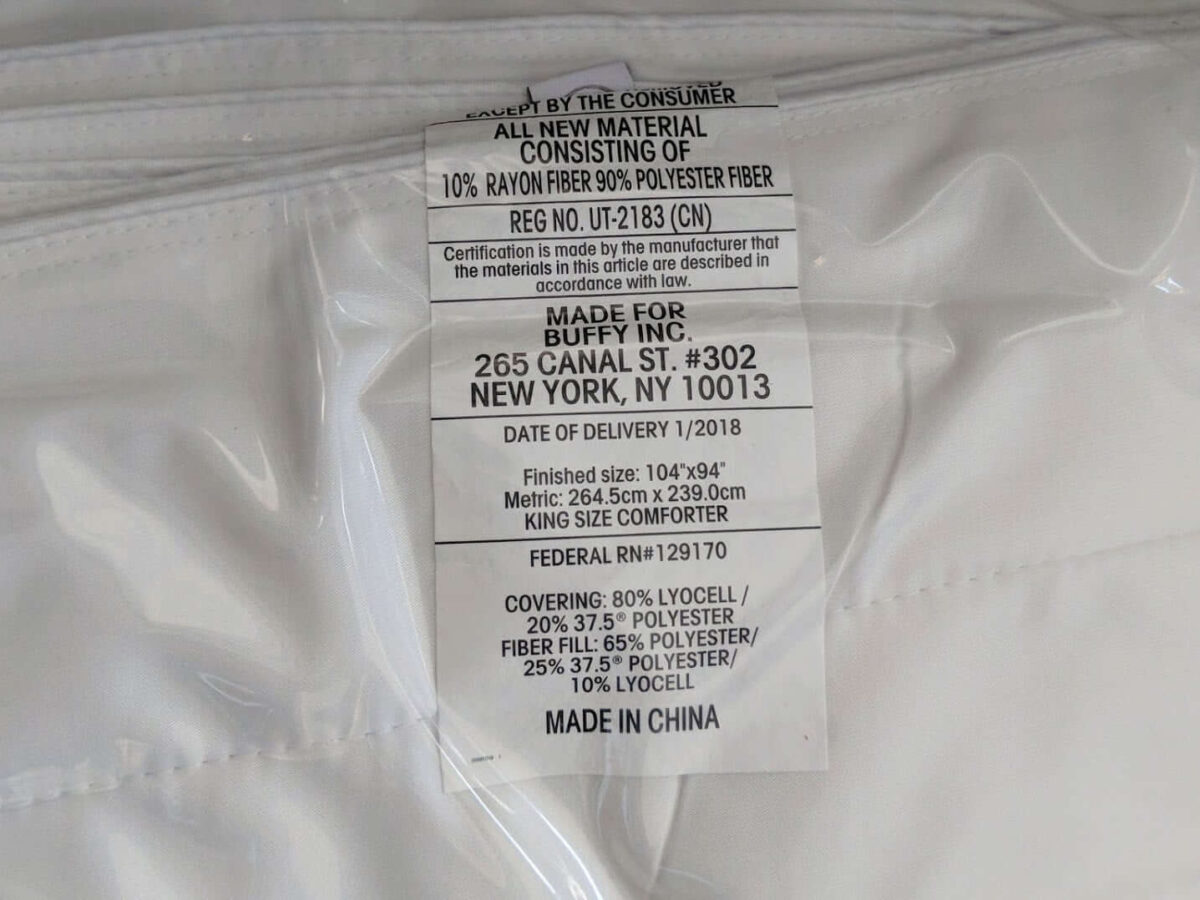 EXCEPT BY THE CONSUMER
ALL NEW MATERIAL
CONSISTING OF
10% RAYON FIBER 90% POLYESTER FIBER
REG NO. UT-2183 (CN)
Certification is made by the manufacturer that
the materials in this article are described in
accordance with law.
MADE FOR
BUFFY INC.
265 CANAL ST. #302
NEW YORK, NY 10013
DATE OF DELIVERY 1/2018
Finished size: 104"x94"
Metric: 264.5cm x 239.0cm
KING SIZE COMFORTER
FEDERAL RN#129170
COVERING: 80% LYOCELL /
20% 37.5® POLYESTER
FIBER FILL: 65% POLYESTER/
25% 37.5® POLYESTER/
10% LYOCELL
MADE IN CHINA